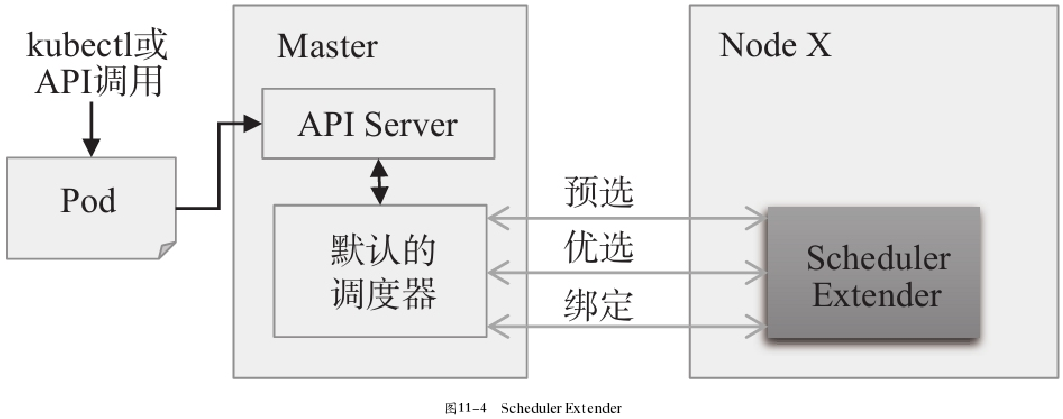 kubectl或
API调用
Pod
Master
API Server
默认的
调度器
预选
优选
绑定
Node X
Scheduler
Extender
图11-4 Scheduler Extender